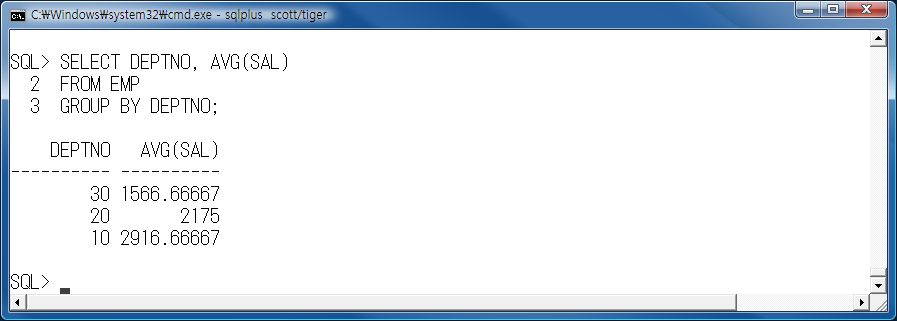 C:₩Windows₩system32₩cmd.exe - sqlplus  scott/tiger
SQL> SELECT DEPTNO, AVG(SAL)
  2  FROM EMP
  3  GROUP BY DEPTNO;
    DEPTNO   AVG(SAL)
---------- ----------
        30 1566.66667
        20       2175
        10 2916.66667
SQL>